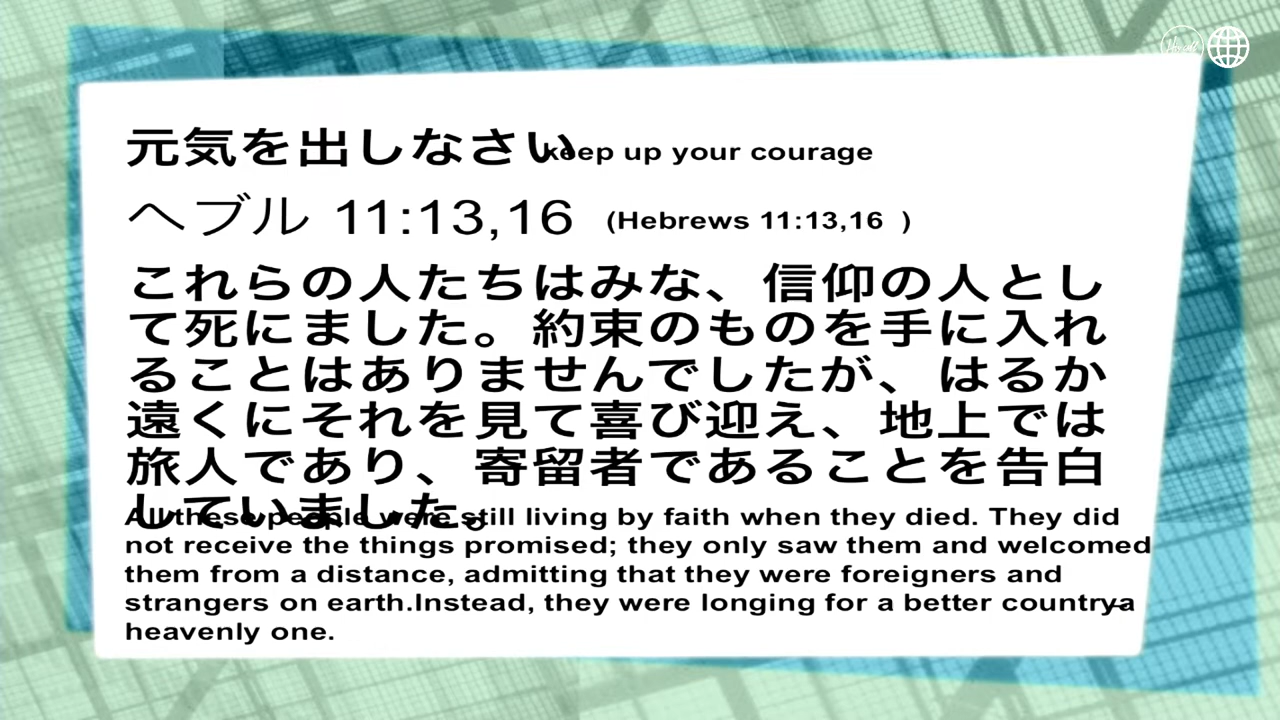 元気を出しなさい keep up your courage
ヘブル 11:13,16 (Hebrews 11:13,16 )
これらの人たちはみな、信仰の人とし
て死にました。約束のものを手に入れ
ることはありませんでしたが、はるか
遠くにそれを見て喜び迎え、地上では
旅人であり、寄留者であることを告白
していました。
All these people were still living by faith when they died. They did
not receive the things promised; they only saw them and welcomed
them from a distance, admitting that they were foreigners and
strangers on earth.Instead, they were longing for a better country–a
heavenly one.